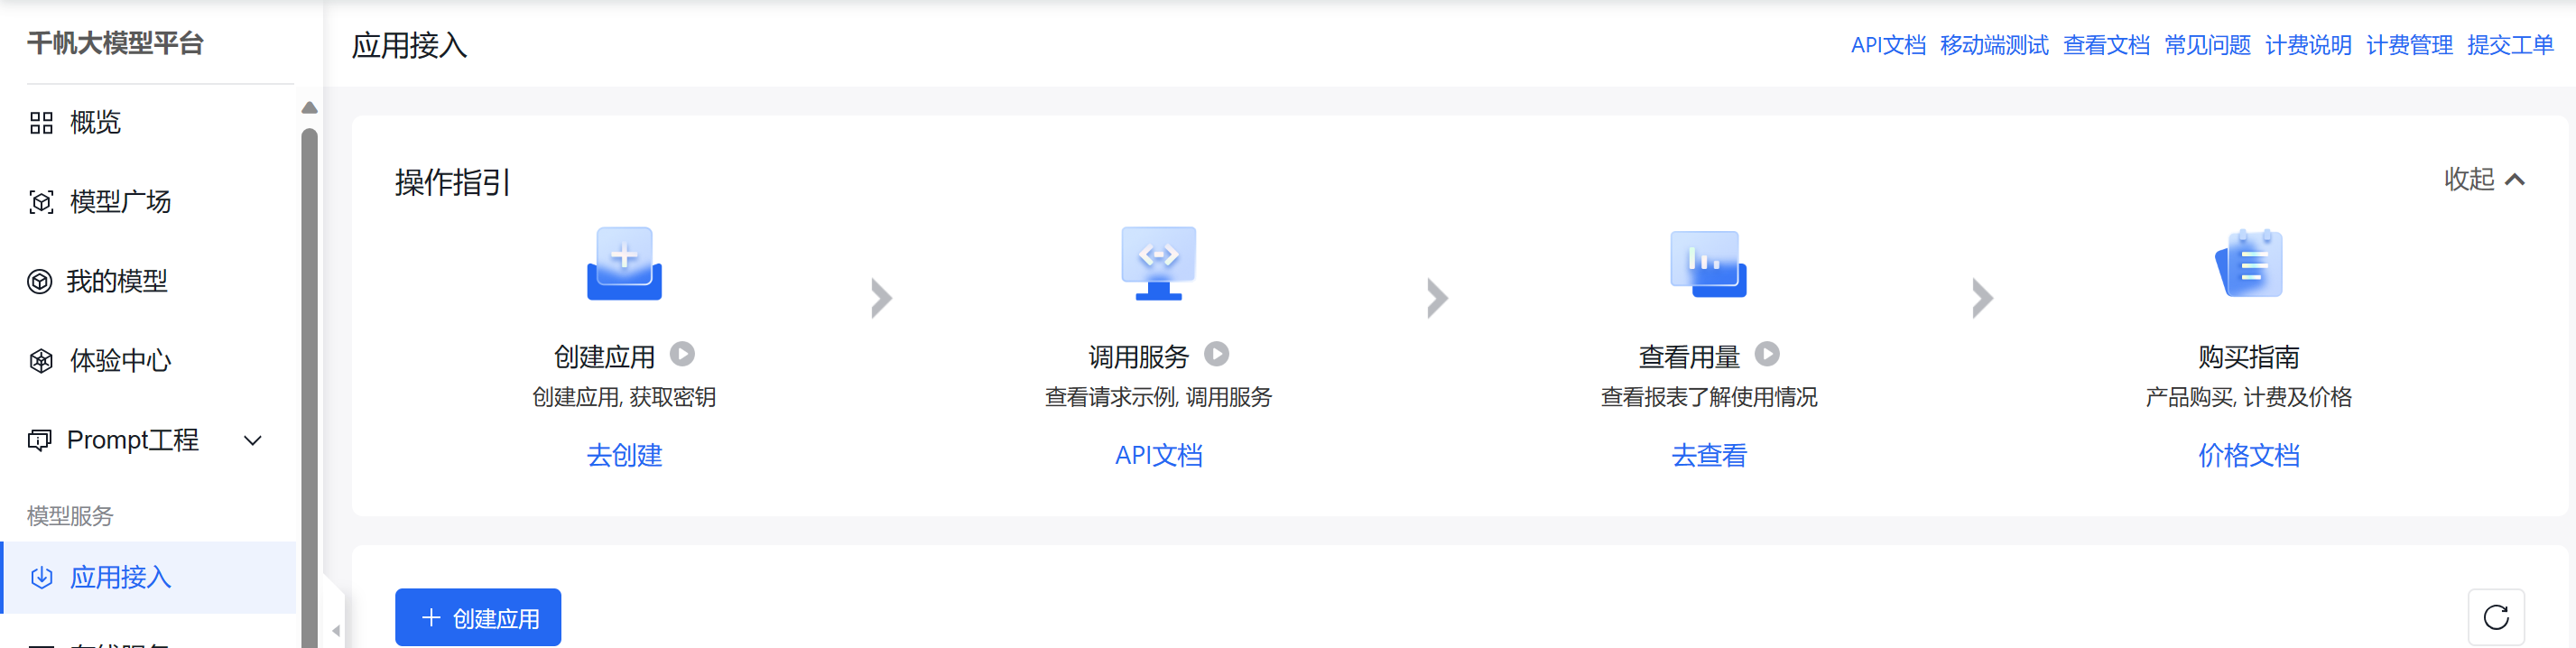 千帆大模型平台
概览
模型广场
我的模型
体验中心
Prompt工程
模型服务
应用接入
应用接入
API文档 移动端测试 查看文档 常见问题 计费说明 计费管理 提交工单
操作指引
收起
创建应用
创建应用, 获取密钥
去创建
调用服务
查看请求示例, 调用服务
API文档
查看用量
查看报表了解使用情况
去查看
购买指南
产品购买, 计费及价格
价格文档
创建应用